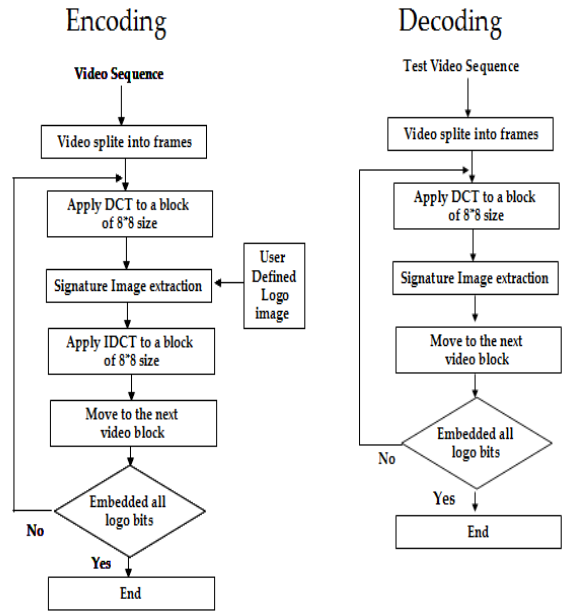 Encoding
Video Sequence
Video splite into frames
Apply DCT to a block
of 8*8 size
Signature Image extraction
User
Defined
Logo
image
Apply IDCT to a block
of 8*8 size
Move to the next
video block
Embedded all
logo bits
No
Yes
End
Decoding
Test Video Sequence
Video splite into frames
Apply DCT to a block
of 8*8 size
Signature Image extraction
Move to the next
video block
Embedded all
logo bits
No
Yes
End